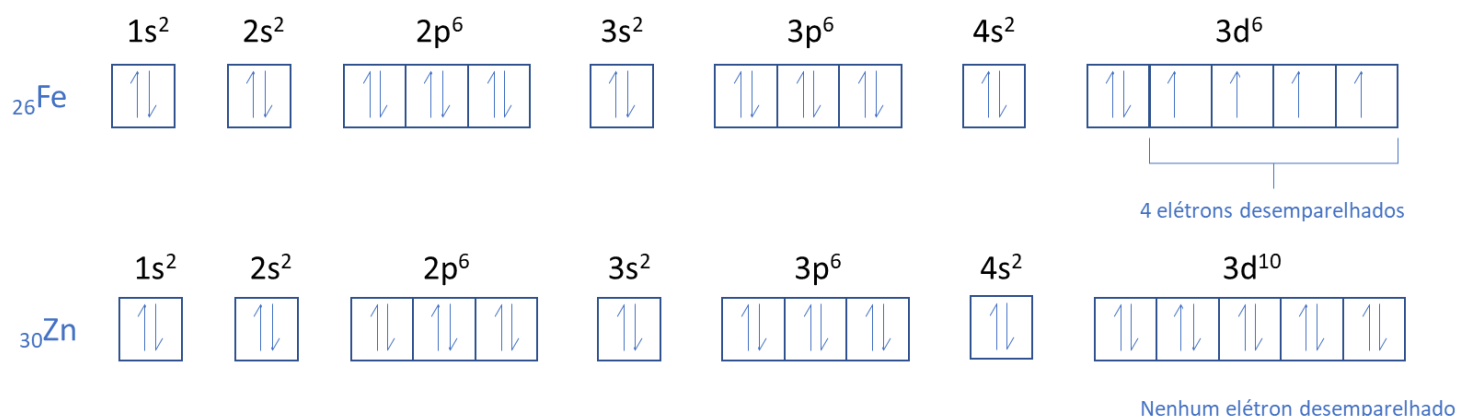 1s² 2s² 2p⁶ 3s² 3p⁶ 4s² 3d⁶
₂₆Fe
4 elétrons desemparelhados
1s² 2s² 2p⁶ 3s² 3p⁶ 4s² 3d¹⁰
₃₀Zn
Nenhum elétron desemparelhado